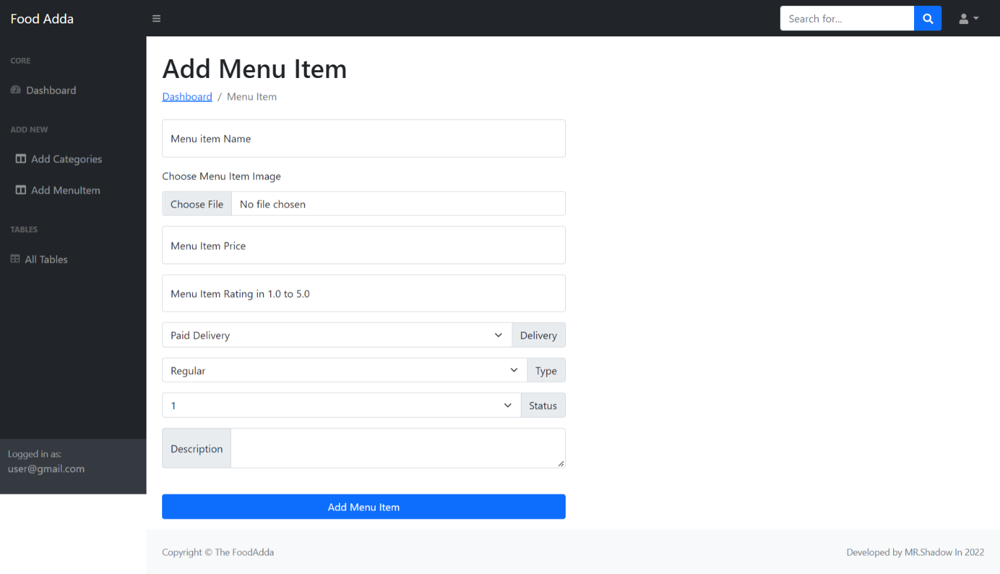 Food Adda
Search for...
CORE
Dashboard
ADD NEW
Add Categories
Add MenuItem
TABLES
All Tables
Logged in as:
user@gmail.com
Add Menu Item
Dashboard / Menu Item
Menu item Name
Choose Menu Item Image
Choose File No file chosen
Menu Item Price
Menu Item Rating in 1.0 to 5.0
Paid Delivery Delivery
Regular Type
1 Status
Description
Add Menu Item
Copyright © The FoodAdda
Developed by MR.Shadow In 2022